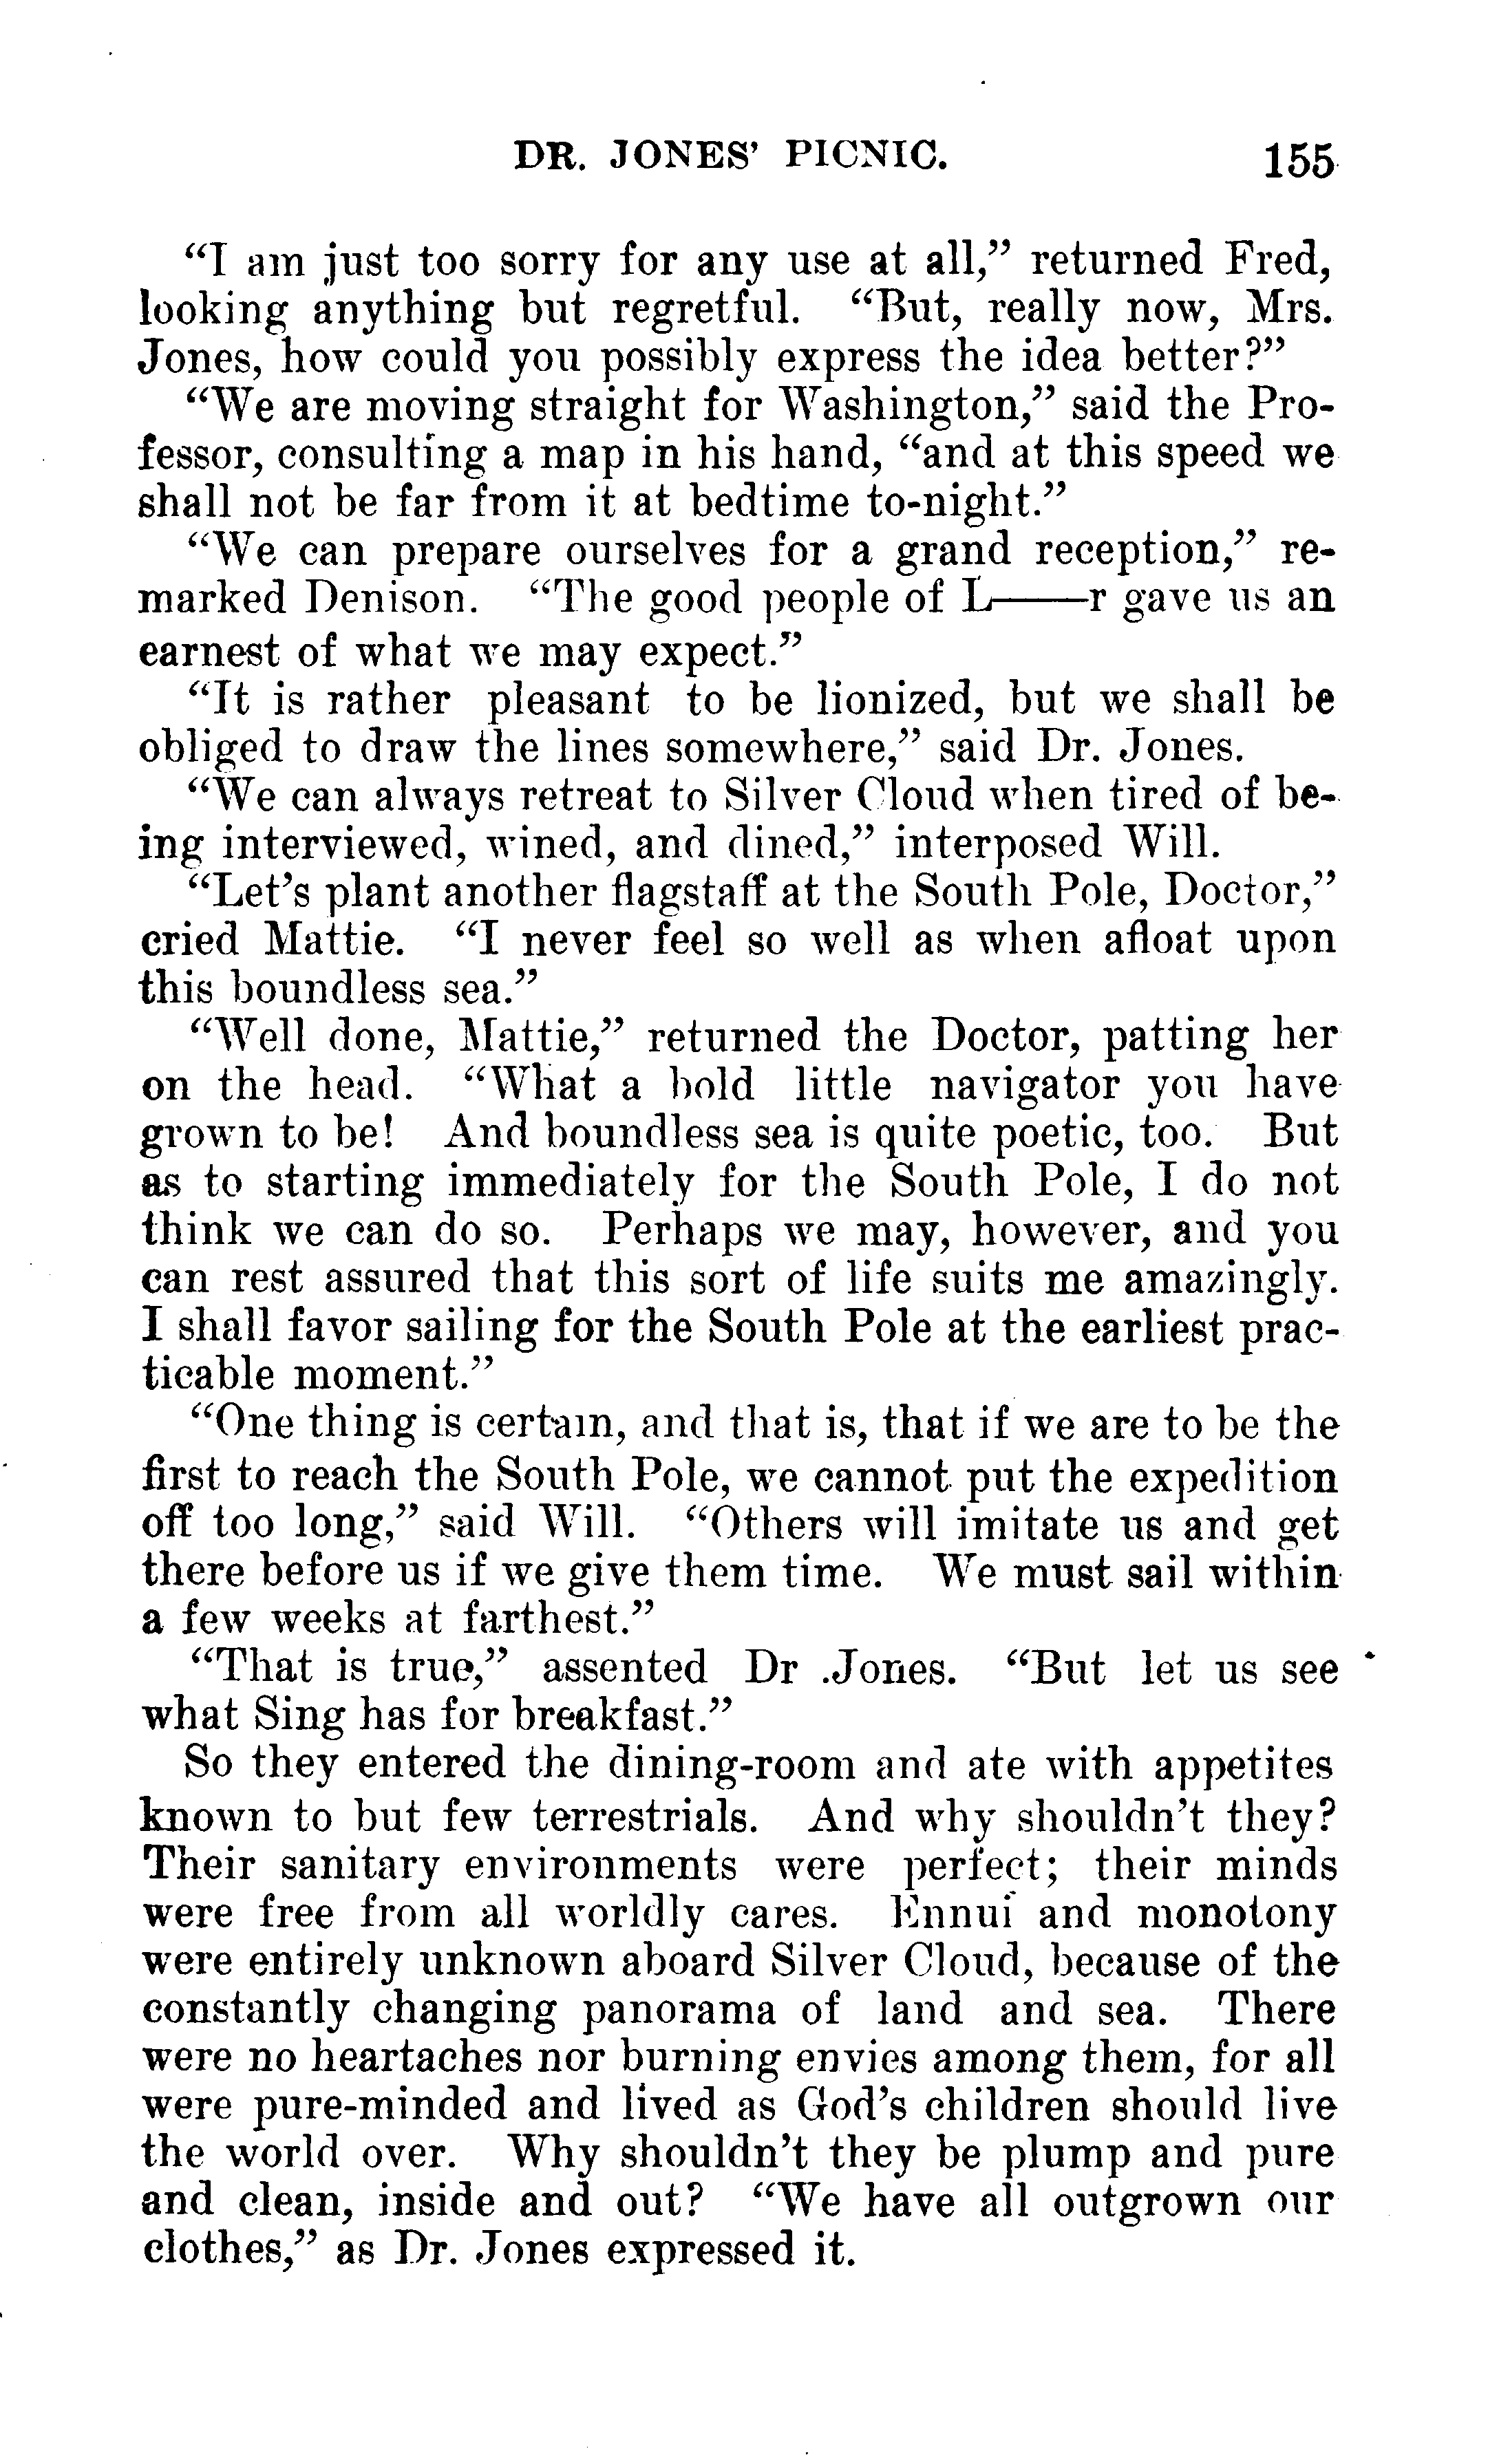 DR. JONES' PICNIC. 155
“I am just too sorry for any use at all,” returned Fred,
looking anything but regretful. “But, really now, Mrs.
Jones, how could you possibly express the idea better?”
“We are moving straight for Washington,” said the Pro-
fessor, consulting a map in his hand, “and at this speed we
shall not be far from it at bedtime to-night.”
“We can prepare ourselves for a grand reception,” re-
marked Denison. “The good people of L——r gave us an
earnest of what we may expect.”
“It is rather pleasant to be lionized, but we shall be
obliged to draw the lines somewhere,” said Dr. Jones.
“We can always retreat to Silver Cloud when tired of be-
ing interviewed, wined, and dined,” interposed Will.
“Let's plant another flagstaff at the South Pole, Doctor,”
cried Mattie. “I never feel so well as when afloat upon
this boundless sea.”
“Well done, Mattie,” returned the Doctor, patting her
on the head. “What a bold little navigator you have
grown to be! And boundless sea is quite poetic, too. But
as to starting immediately for the South Pole, I do not
think we can do so. Perhaps we may, however, and you
can rest assured that this sort of life suits me amazingly.
I shall favor sailing for the South Pole at the earliest prac-
ticable moment.”
“One thing is certain, and that is, that if we are to be the
first to reach the South Pole, we cannot put the expedition
off too long,” said Will. “Others will imitate us and get
there before us if we give them time. We must sail within
a few weeks at farthest.”
“That is true,” assented Dr .Jones. “But let us see
what Sing has for breakfast.”
So they entered the dining-room and ate with appetites
known to but few terrestrials. And why shouldn't they?
Their sanitary environments were perfect; their minds
were free from all worldly cares. Ennui and monotony
were entirely unknown aboard Silver Cloud, because of the
constantly changing panorama of land and sea. There
were no heartaches nor burning envies among them, for all
were pure-minded and lived as God's children should live
the world over. Why shouldn't they be plump and pure
and clean, inside and out? “We have all outgrown our
clothes,” as Dr. Jones expressed it.